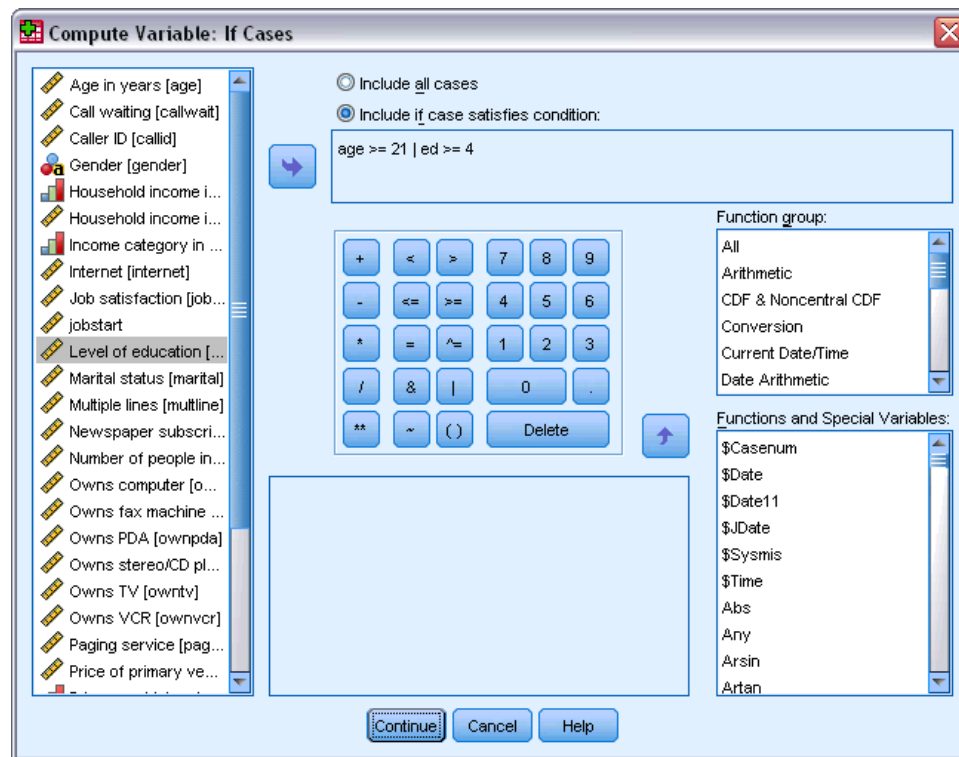 Compute Variable: If Cases
Age in years [age]
Call waiting [callwait]
Caller ID [callid]
Gender [gender]
Household income i...
Household income i...
Income category in ...
Internet [internet]
Job satisfaction [job...
jobstart
Level of education [...
Marital status [marital]
Multiple lines [multline]
Newspaper subscri...
Number of people in...
Owns computer [o...
Owns fax machine ...
Owns PDA [ownpda]
Owns stereo/CD pl...
Owns TV [owntv]
Owns VCR [ownvcr]
Paging service [pag...
Price of primary ve...
Include all cases
Include if case satisfies condition:
age >= 21 | ed >= 4
+ < > 7 8 9
- <= >= 4 5 6
* = ^= 1 2 3
/ & | 0 .
** ~ ( ) Delete
Function group:
All
Arithmetic
CDF & Noncentral CDF
Conversion
Current Date/Time
Date Arithmetic
Functions and Special Variables:
$Casenum
$Date
$Date11
$JDate
$Sysmis
$Time
Abs
Any
Arsin
Artan
Continue Cancel Help